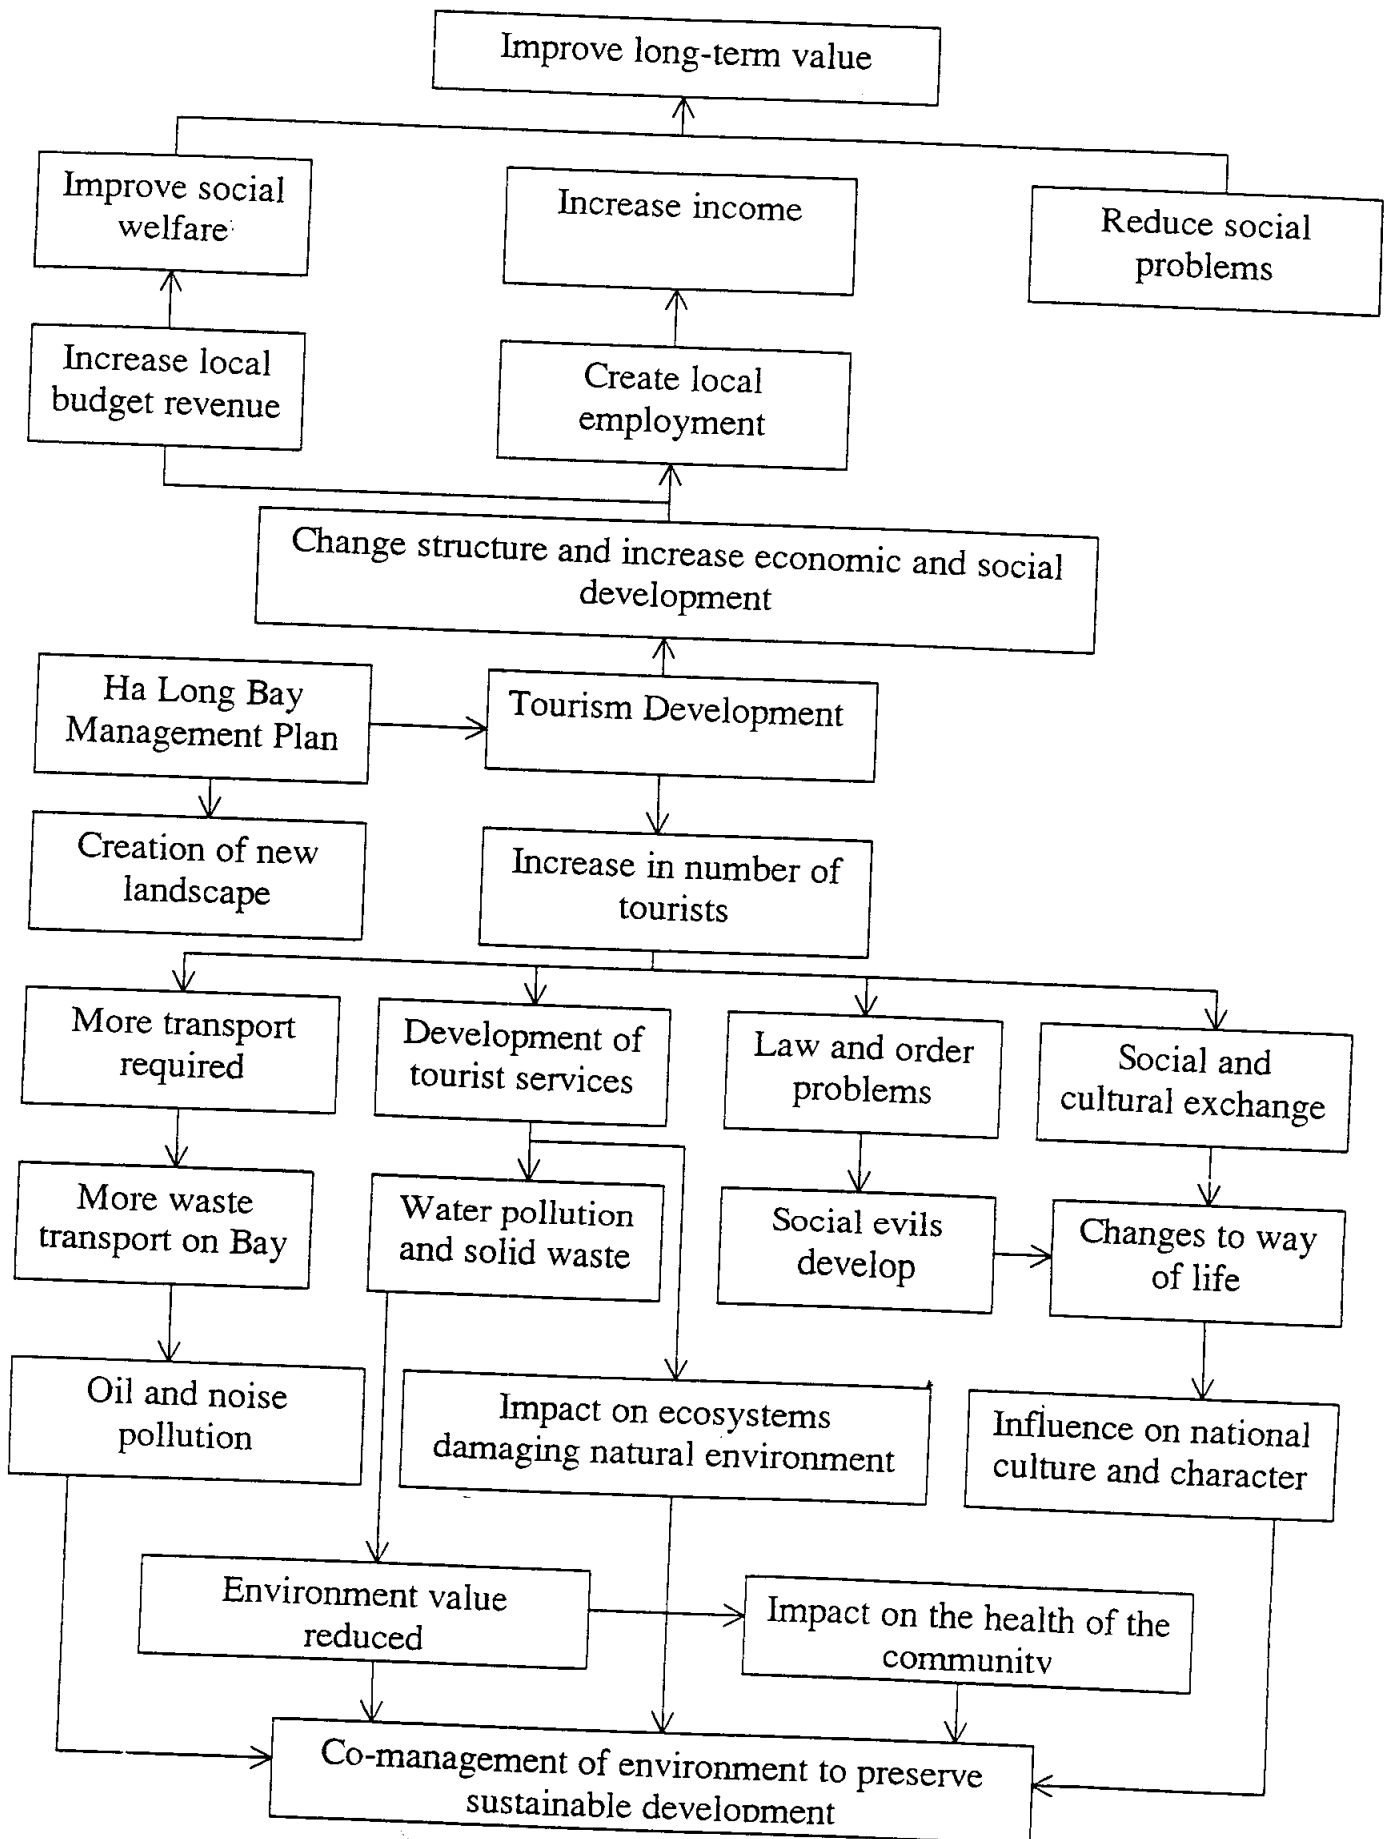 Improve long-term value
Improve social
welfare
Increase income
Reduce social
problems
Increase local
budget revenue
Create local
employment
Change structure and increase economic and social
development
Ha Long Bay
Management Plan
Tourism Development
Creation of new
landscape
Increase in number of
tourists
More transport
required
Development of
tourist services
Law and order
problems
Social and
cultural exchange
More waste
transport on Bay
Water pollution
and solid waste
Social evils
develop
Changes to way
of life
Oil and noise
pollution
Impact on ecosystems
damaging natural environment
Influence on national
culture and character
Environment value
reduced
Impact on the health of the
community
Co-management of environment to preserve
sustainable development